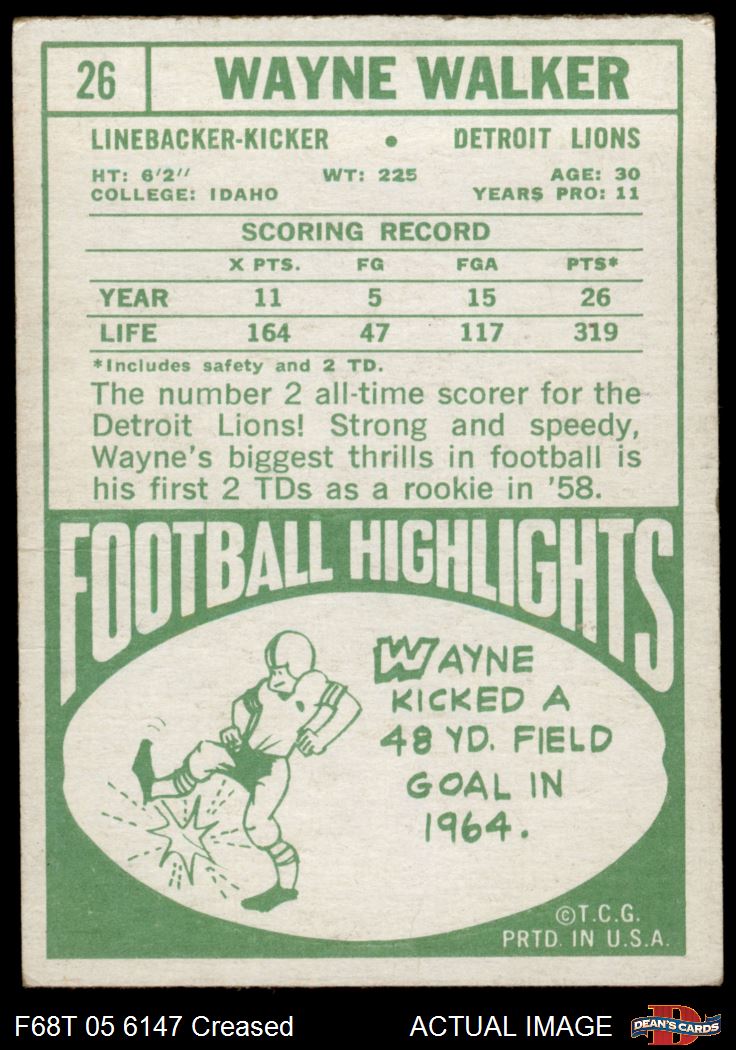 26 WAYNE WALKER
LINEBACKER-KICKER • DETROIT LIONS
HT: 6'2" WT: 225 AGE: 30
COLLEGE: IDAHO YEARS PRO: 11
SCORING RECORD
X PTS. FG FGA PTS*
YEAR 11 5 15 26
LIFE 164 47 117 319
*Includes safety and 2 TD.
The number 2 all-time scorer for the
Detroit Lions! Strong and speedy,
Wayne's biggest thrills in football is
his first 2 TDs as a rookie in '58.
FOOTBALL HIGHLIGHTS
WAYNE
KICKED A
48 YD. FIELD
GOAL IN
1964.
©T.C.G.
PRTD. IN U.S.A.
F68T 05 6147 Creased ACTUAL IMAGE D DEAN'S CARDS